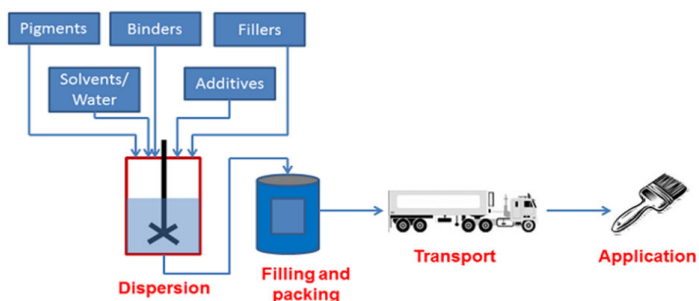 Pigments
Binders
Fillers
Solvents/
Water
Additives
Dispersion
Filling and
packing
Transport
Application